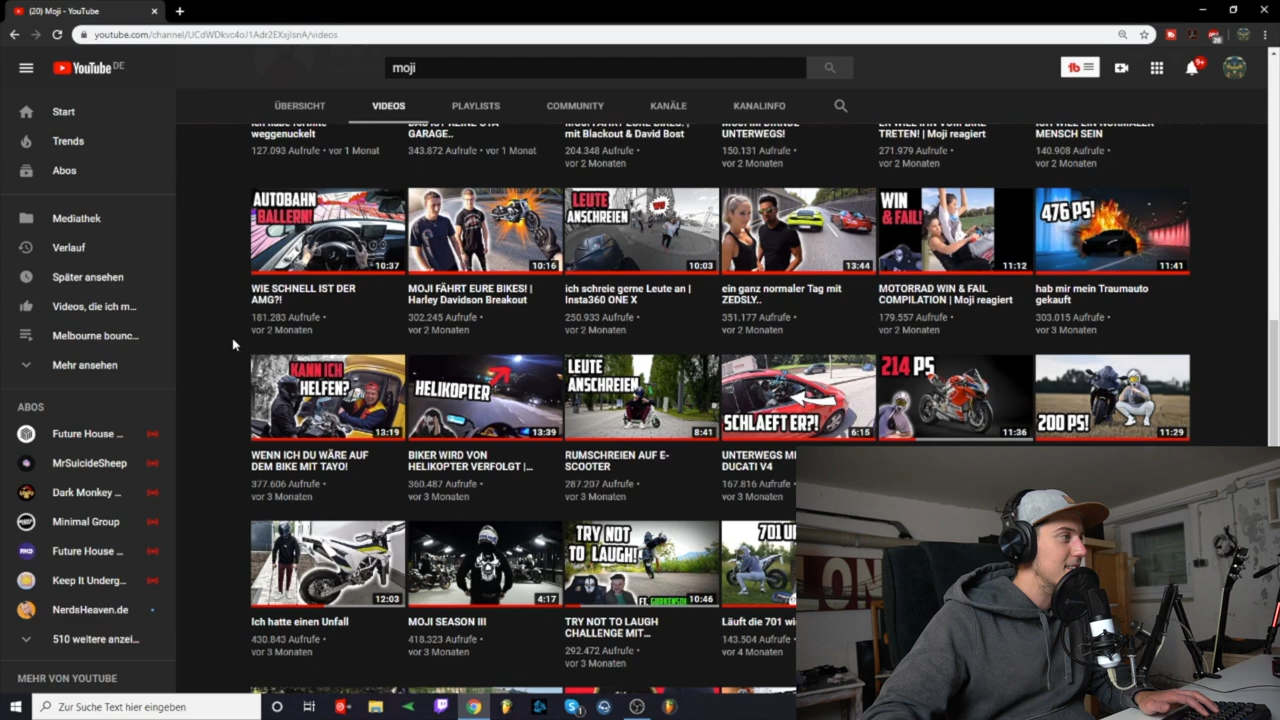 (20) Moji - YouTube
youtube.com/channel/UCdWDkvc4oJ1Adr2EXxjIsnA/videos
28
YouTube DE
moji
9+
ÜBERSICHT
VIDEOS
PLAYLISTS
COMMUNITY
KANÄLE
KANALINFO
Start
Trends
Abos
Mediathek
Verlauf
Später ansehen
Videos, die ich m...
Melbourne bounc...
Mehr ansehen
ABOS
Future House ...
MrSuicideSheep
Dark Monkey ...
Minimal Group
Future House ...
Keep It Underg...
NerdsHeaven.de
510 weitere anzei...
MEHR VON YOUTUBE
weggenuckelt
127.093 Aufrufe • vor 1 Monat
GARAGE..
343.872 Aufrufe • vor 1 Monat
mit Blackout & David Bost
204.348 Aufrufe •
vor 2 Monaten
UNTERWEGS!
150.131 Aufrufe •
vor 2 Monaten
TRETEN! | Moji reagiert
271.979 Aufrufe •
vor 2 Monaten
MENSCH SEIN
140.908 Aufrufe •
vor 2 Monaten
AUTOBAHN
BALLERN!
10:37
WIE SCHNELL IST DER
AMG?!
181.283 Aufrufe •
vor 2 Monaten
10:16
MOJI FÄHRT EURE BIKES! |
Harley Davidson Breakout
302.245 Aufrufe •
vor 2 Monaten
LEUTE
ANSCHREIEN
10:03
ich schreie gerne Leute an |
Insta360 ONE X
250.933 Aufrufe •
vor 2 Monaten
13:44
ein ganz normaler Tag mit
ZEDSLY..
351.177 Aufrufe •
vor 2 Monaten
WIN
& FAIL!
11:12
MOTORRAD WIN & FAIL
COMPILATION | Moji reagiert
179.557 Aufrufe •
vor 2 Monaten
476 PS!
11:41
hab mir mein Traumauto
gekauft
303.015 Aufrufe •
vor 3 Monaten
KANN ICH
HELFEN?
13:19
WENN ICH DU WÄRE AUF
DEM BIKE MIT TAYO!
377.606 Aufrufe •
vor 3 Monaten
HELIKOPTER
13:39
BIKER WIRD VON
HELIKOPTER VERFOLGT |...
360.487 Aufrufe •
vor 3 Monaten
LEUTE
ANSCHREIEN
8:41
RUMSCHREIEN AUF E-
SCOOTER
287.207 Aufrufe •
vor 3 Monaten
SCHLAEFT ER?!
6:15
UNTERWEGS MI
DUCATI V4
167.816 Aufrufe •
vor 3 Monaten
214 PS
11:36
200 PS!
11:29
12:03
Ich hatte einen Unfall
430.843 Aufrufe •
vor 3 Monaten
4:17
MOJI SEASON III
418.323 Aufrufe •
vor 3 Monaten
TRY NOT
TO LAUGH!
10:46
TRY NOT TO LAUGH
CHALLENGE MIT...
292.472 Aufrufe •
vor 3 Monaten
Läuft die 701 wi
143.504 Aufrufe •
vor 4 Monaten
Zur Suche Text hier eingeben